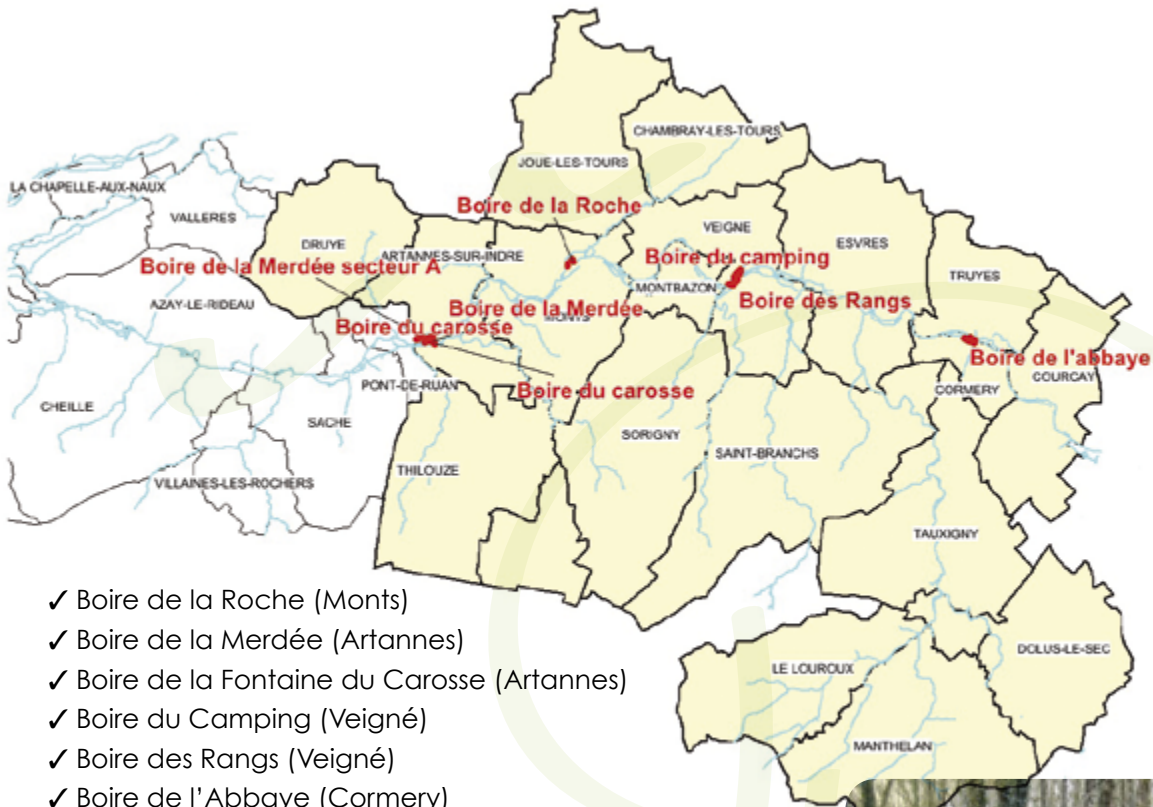 CHAMBRAY-LES-TOURS
JOUE-LES-TOURS
LA CHAPELLE-AUX-NAUX
VALLERES
Boire de la Roche
VEIGNE
DRUYE
ESVRES
ARTANNES-SUR-INDRE
Boire du camping
Boire de la Merdée secteur A
TRUYES
MONTBAZON
AZAY-LE-RIDEAU
Boire des Rangs
Boire de la Merdée
MONTS
Boire du carosse
Boire de l'abbaye
COURCAY
PONT-DE-RUAN
Boire du carosse
CORMERY
CHEILLE
SACHE
SORIGNY
SAINT-BRANCHS
THILOUZE
VILLAINES-LES-ROCHERS
TAUXIGNY
✓ Boire de la Roche (Monts)
✓ Boire de la Merdée (Artannes)
DOLUS-LE-SEC
LE LOUROUX
✓ Boire de la Fontaine du Carosse (Artannes)
✓ Boire du Camping (Veigné)
MANTHELAN
✓ Boire des Rangs (Veigné)
✓ Boire de l'Abbaye (Cormery)